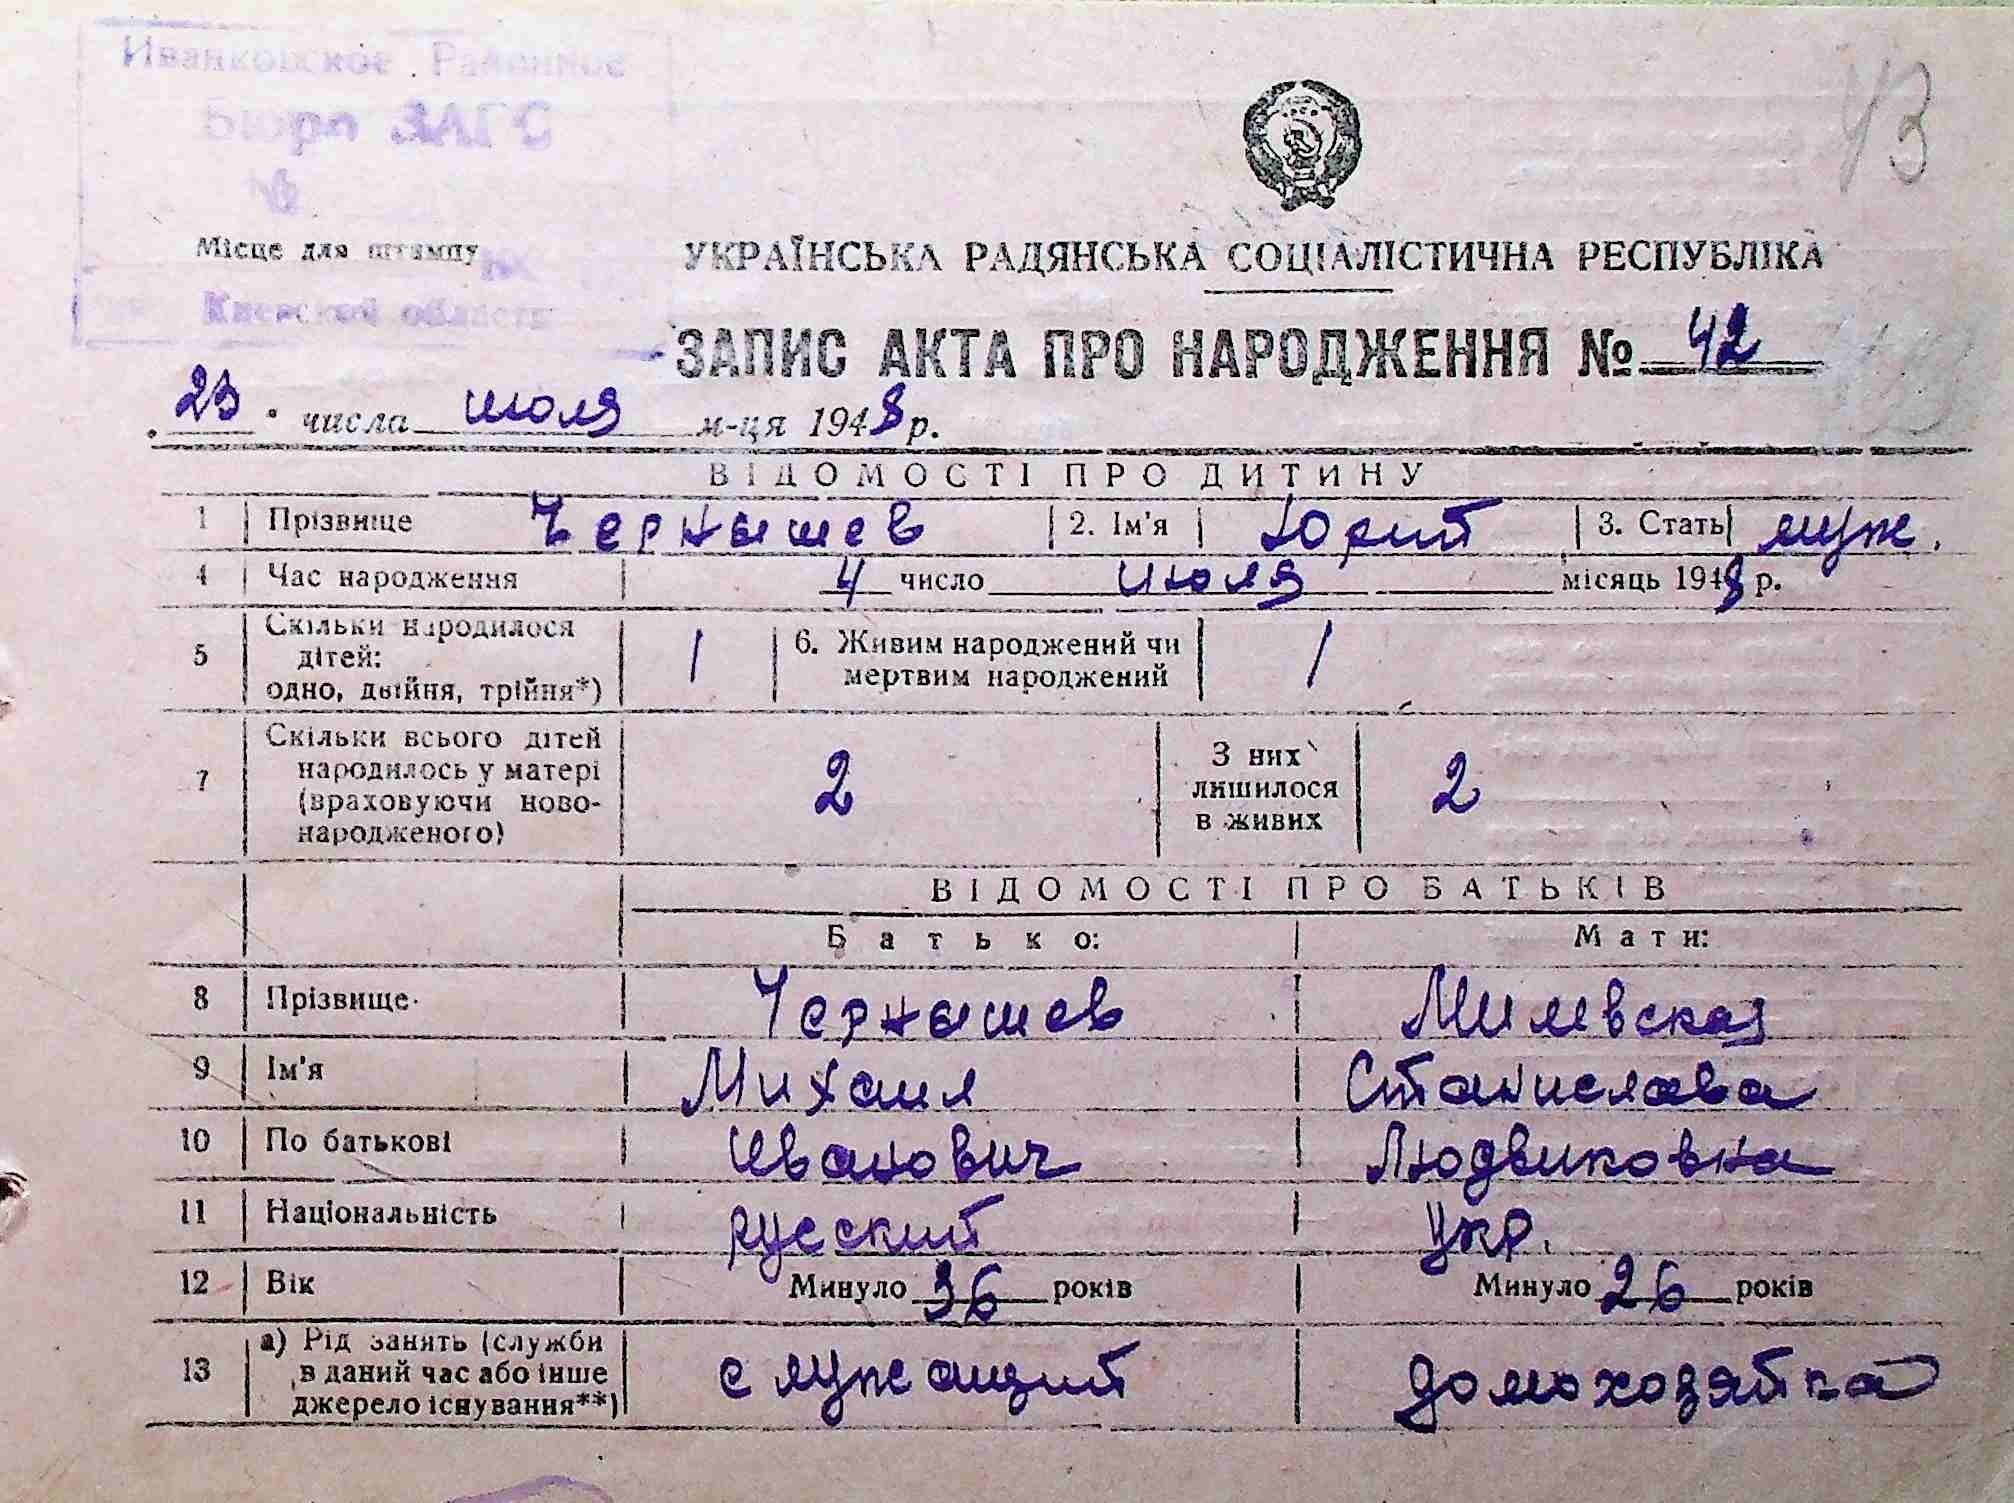 Иванковское Районное
Бюро ЗАГС
№
Місце для штампу
Киевской области
43
УКРАЇНСЬКА РАДЯНСЬКА СОЦІАЛІСТИЧНА РЕСПУБЛІКА
ЗАПИС АКТА ПРО НАРОДЖЕННЯ № 42
23 числа июля м-ця 1948 р.
ВІДОМОСТІ ПРО ДИТИНУ
1 Прізвище Чернышев 2. Ім'я Юрий 3. Стать муж.
4 Час народження 4 число июля місяць 1948 р.
5 Скільки народилося дітей: одно, двійня, трійня*) 1 6. Живим народжений чи мертвим народжений 1
7 Скільки всього дітей народилось у матері (враховуючи ново-народженого) 2 З них лишилося в живих 2
ВІДОМОСТІ ПРО БАТЬКІВ
Батько: Мати:
8 Прізвище Чернышев Милевская
9 Ім'я Михаил Станислава
10 По батькові Иванович Людвиковна
11 Національність русский укр.
12 Вік Минуло 36 років Минуло 26 років
13 а) Рід занять (служби в даний час або інше джерело існування**) служащий домохозяйка